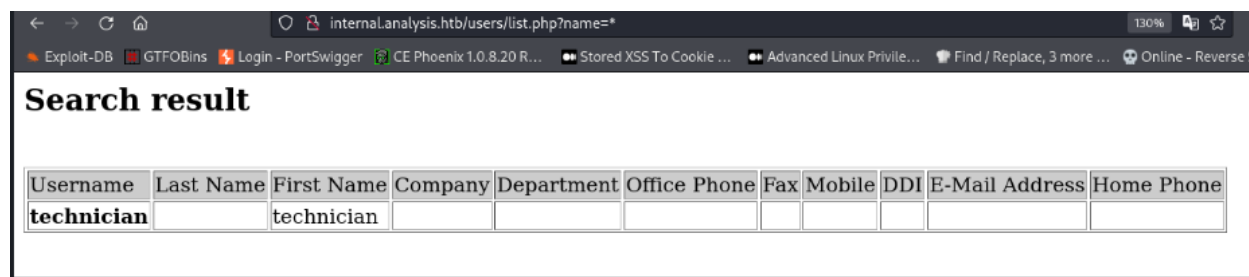 internal.analysis.htb/users/list.php?name=* 130%
Exploit-DB GTFOBins Login - PortSwigger CE Phoenix 1.0.8.20 R... Stored XSS To Cookie ... Advanced Linux Privile... Find / Replace, 3 more ... Online - Reverse
Search result
Username Last Name First Name Company Department Office Phone Fax Mobile DDI E-Mail Address Home Phone
technician technician